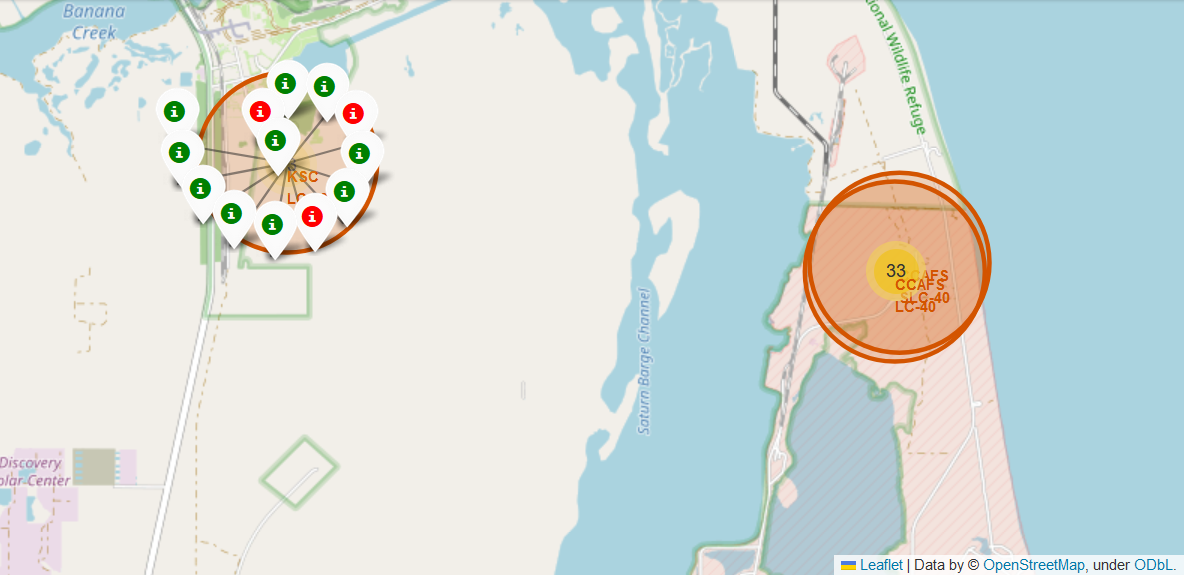 Banana
Creek
ional Wildlife Refuge
KSC
LC
33
CCAFS
CCAFS
SLC-40
LC-40
Saturn Barge Channel
Discovery
olar Center
Leaflet | Data by © OpenStreetMap, under ODbL.